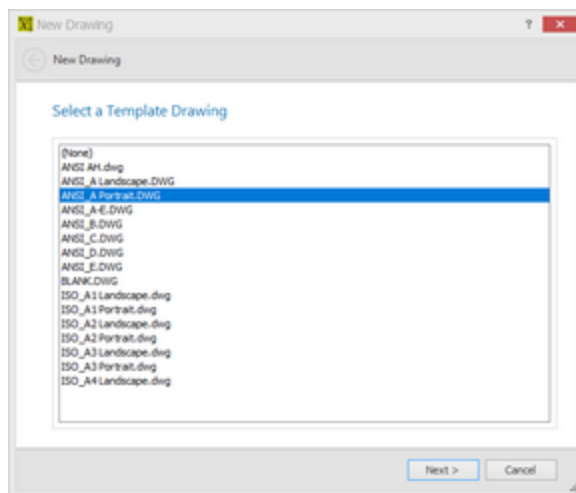 New Drawing
?
New Drawing
Select a Template Drawing
(None)
ANSI AH.dwg
ANSI_A Landscape.DWG
ANSI_A Portrait.DWG
ANSI_A-E.DWG
ANSI_B.DWG
ANSI_C.DWG
ANSI_D.DWG
ANSI_E.DWG
BLANK.DWG
ISO_A1 Landscape.dwg
ISO_A1 Portrait.dwg
ISO_A2 Landscape.dwg
ISO_A2 Portrait.dwg
ISO_A3 Landscape.dwg
ISO_A3 Portrait.dwg
ISO_A4 Landscape.dwg
Next > Cancel